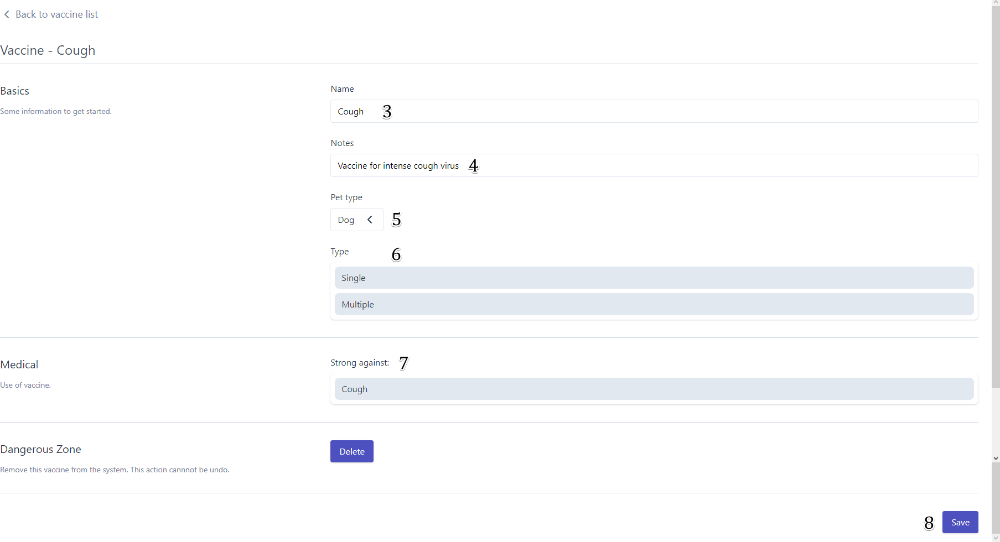 Back to vaccine list
Vaccine - Cough
Basics
Some information to get started.
Name
Cough 3
Notes
Vaccine for intense cough virus 4
Pet type
Dog 5
Type 6
Single
Multiple
Medical
Use of vaccine.
Strong against: 7
Cough
Dangerous Zone
Remove this vaccine from the system. This action cannnot be undo.
Delete
8 Save